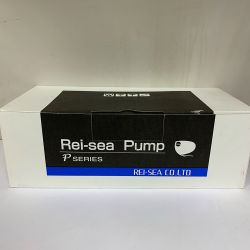 Rei-sea Pump
P SERIES
REI-SEA CO LTD